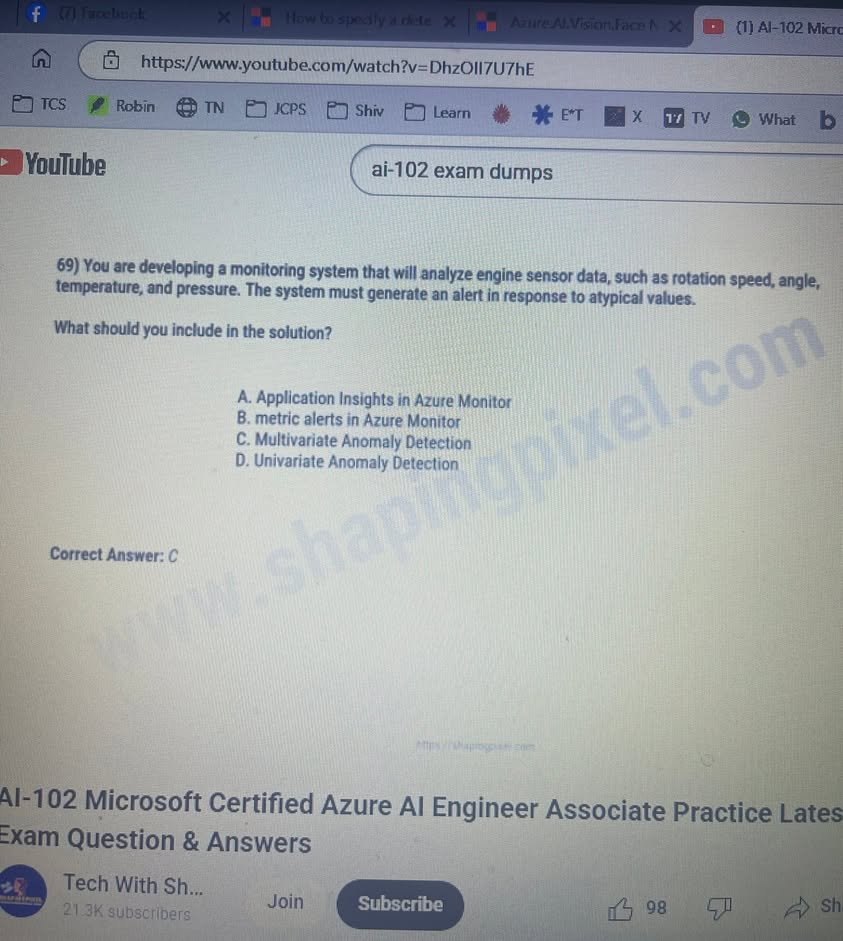 (7) Facebook
How to specify a dete
Azure.AI.Vision.Face N
(1) AI-102 Micro
https://www.youtube.com/watch?v=DhzOII7U7hE
TCS
Robin
TN
JCPS
Shiv
Learn
E*T
X
17 TV
What
b
YouTube
ai-102 exam dumps
69) You are developing a monitoring system that will analyze engine sensor data, such as rotation speed, angle,
temperature, and pressure. The system must generate an alert in response to atypical values.
What should you include in the solution?
A. Application Insights in Azure Monitor
B. metric alerts in Azure Monitor
C. Multivariate Anomaly Detection
D. Univariate Anomaly Detection
www.shapingpixel.com
Correct Answer: C
https://shapingpixel.com
AI-102 Microsoft Certified Azure AI Engineer Associate Practice Lates
Exam Question & Answers
Tech With Sh...
21.3K subscribers
Join
Subscribe
98
Sh